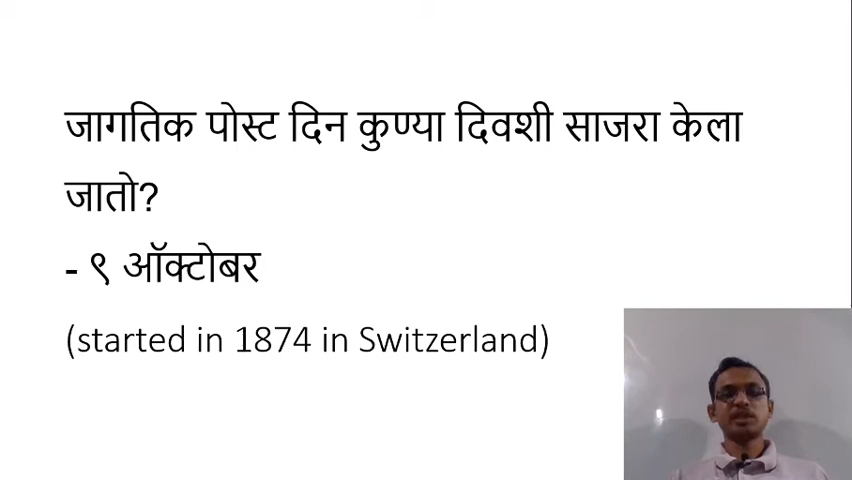 जागतिक पोस्ट दिन कुण्या दिवशी साजरा केला
जातो?
- ९ ऑक्टोबर
(started in 1874 in Switzerland)